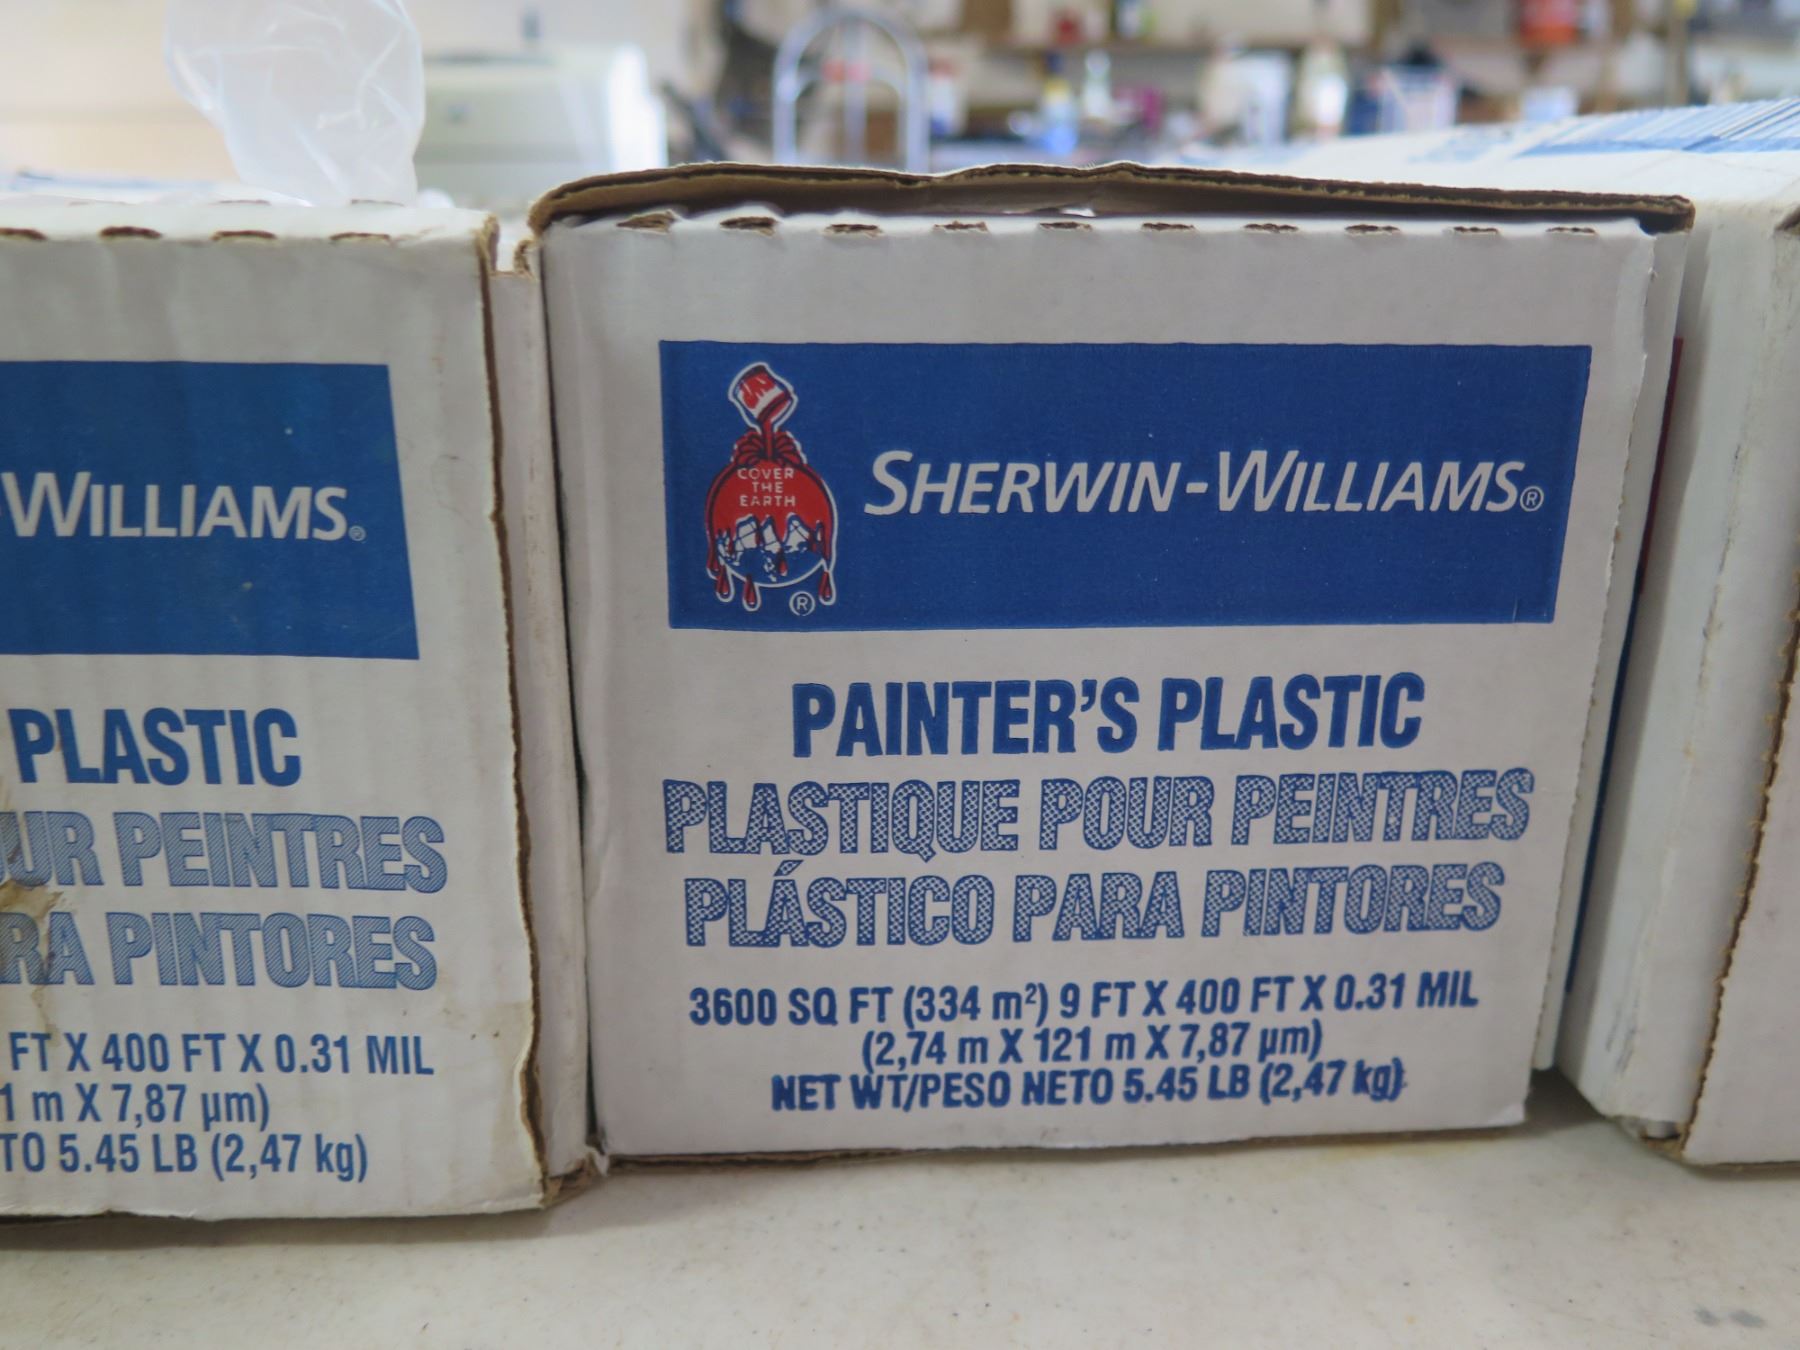 -WILLIAMS®
PLASTIC
UR PEINTRES
RA PINTORES
FT X 400 FT X 0.31 MIL
1 m X 7,87 µm)
TO 5.45 LB (2,47 kg)
COVER
THE
EARTH
®
SHERWIN-WILLIAMS®
PAINTER'S PLASTIC
PLASTIQUE POUR PEINTRES
PLÁSTICO PARA PINTORES
3600 SQ FT (334 m²) 9 FT X 400 FT X 0.31 MIL
(2,74 m X 121 m X 7,87 µm)
NET WT/PESO NETO 5.45 LB (2,47 kg)